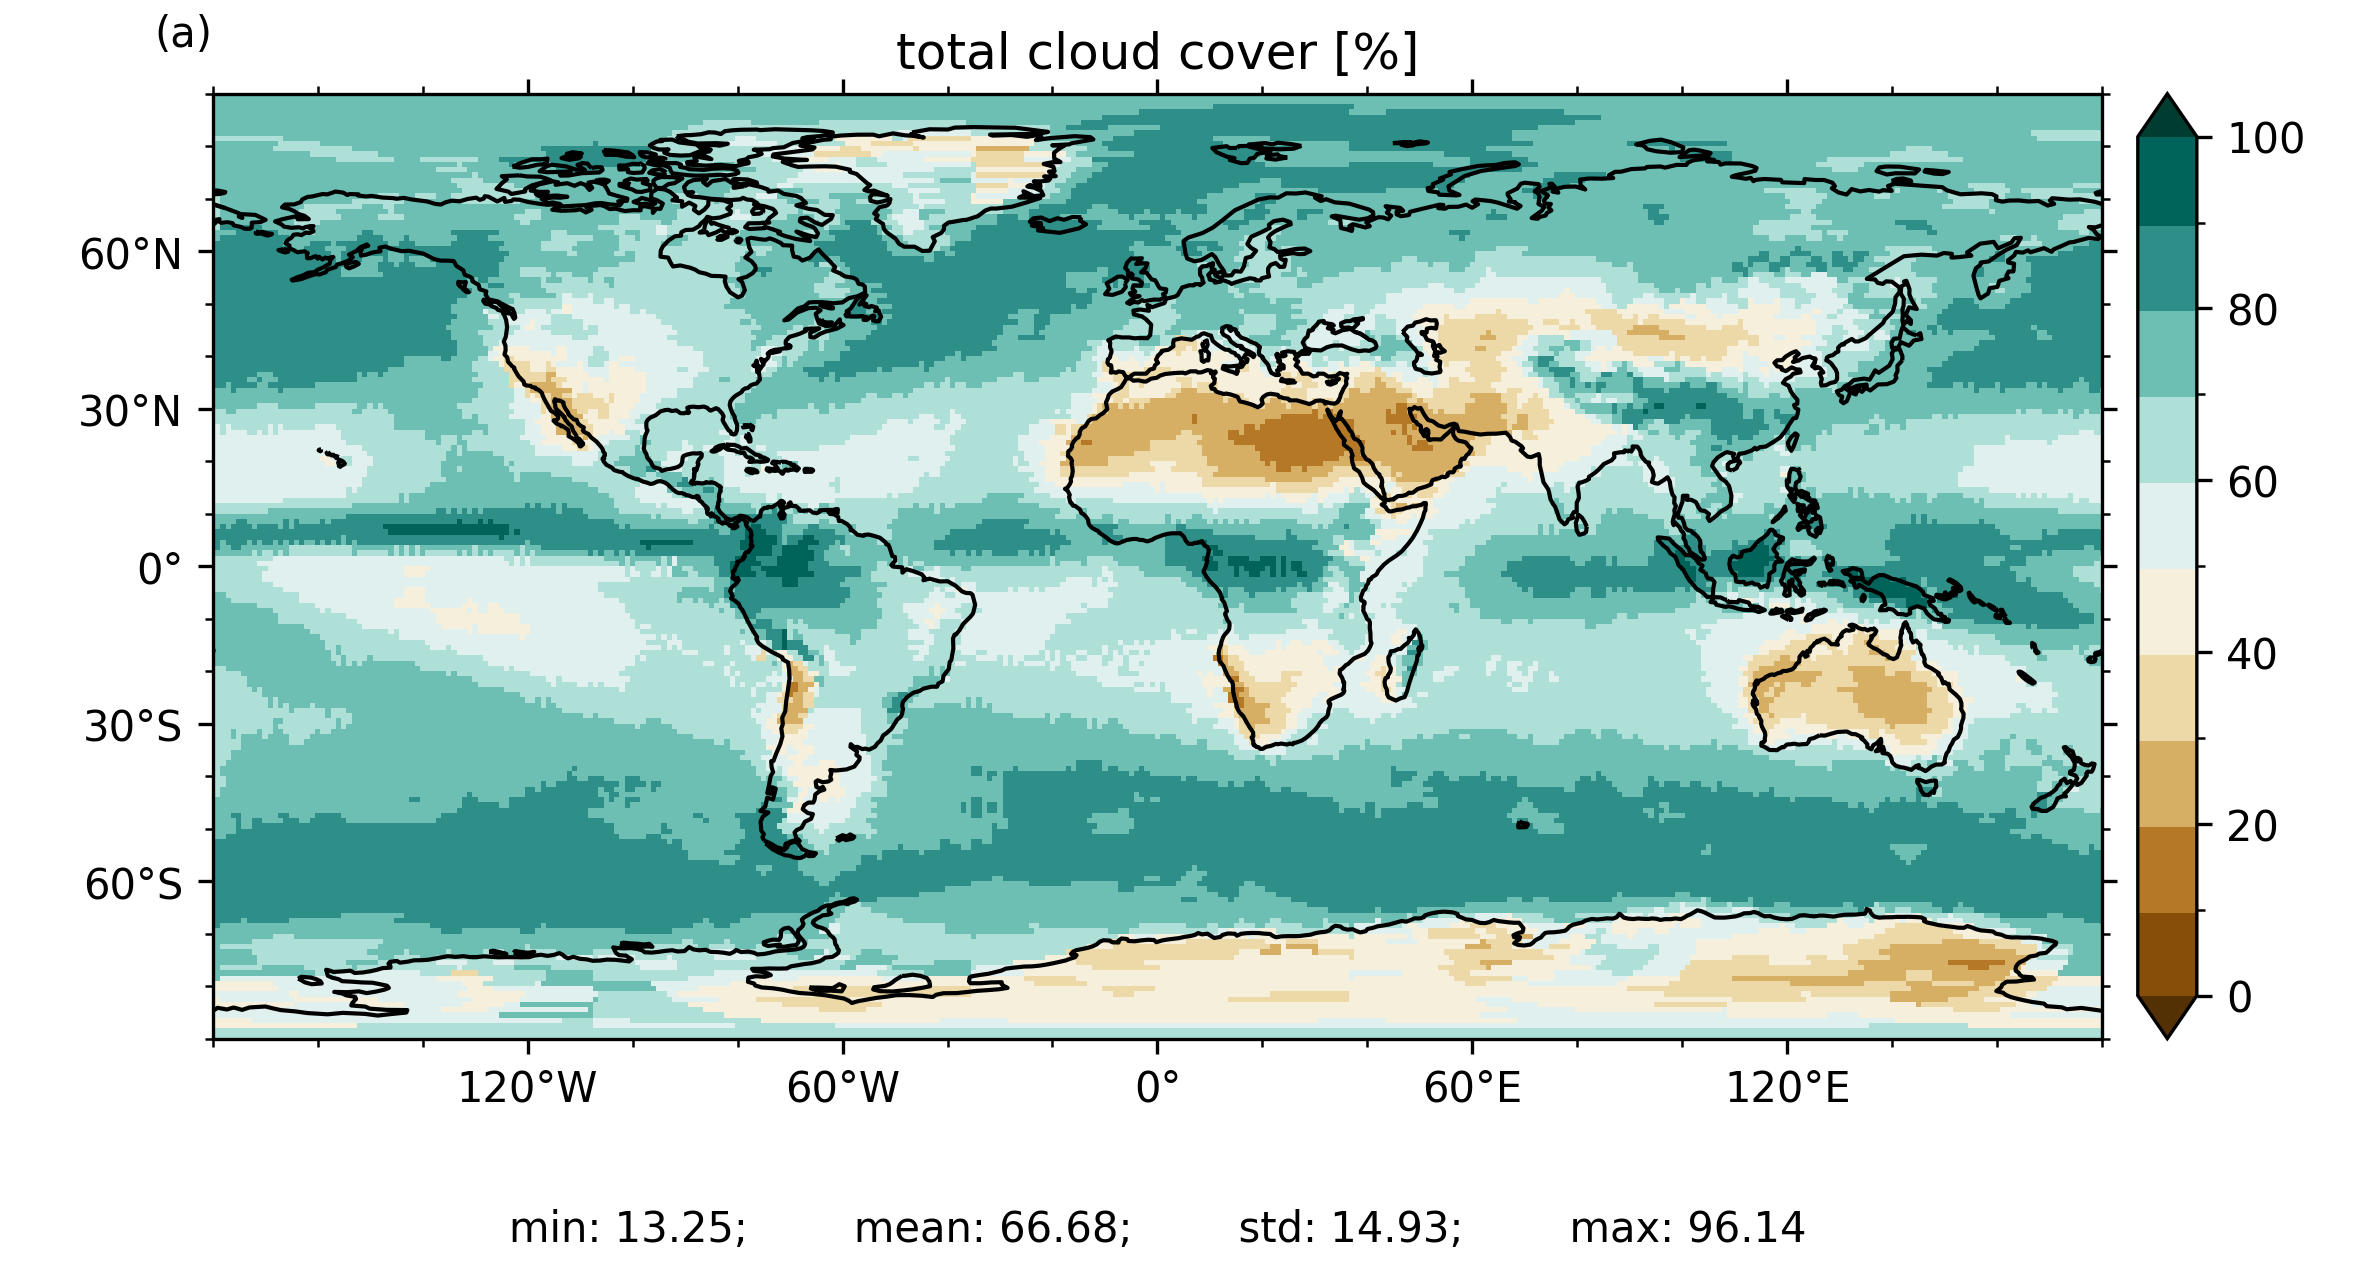 (a)
total cloud cover [%]
60°N
30°N
0°
30°S
60°S
120°W 60°W 0° 60°E 120°E
100
80
60
40
20
0
min: 13.25; mean: 66.68; std: 14.93; max: 96.14